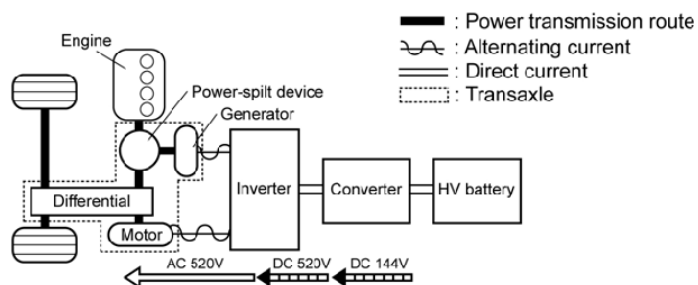 Engine
Power-spilt device
Generator
Inverter
Converter
HV battery
Differential
Motor
AC 520V
DC 520V
DC 144V
: Power transmission route
: Alternating current
: Direct current
: Transaxle